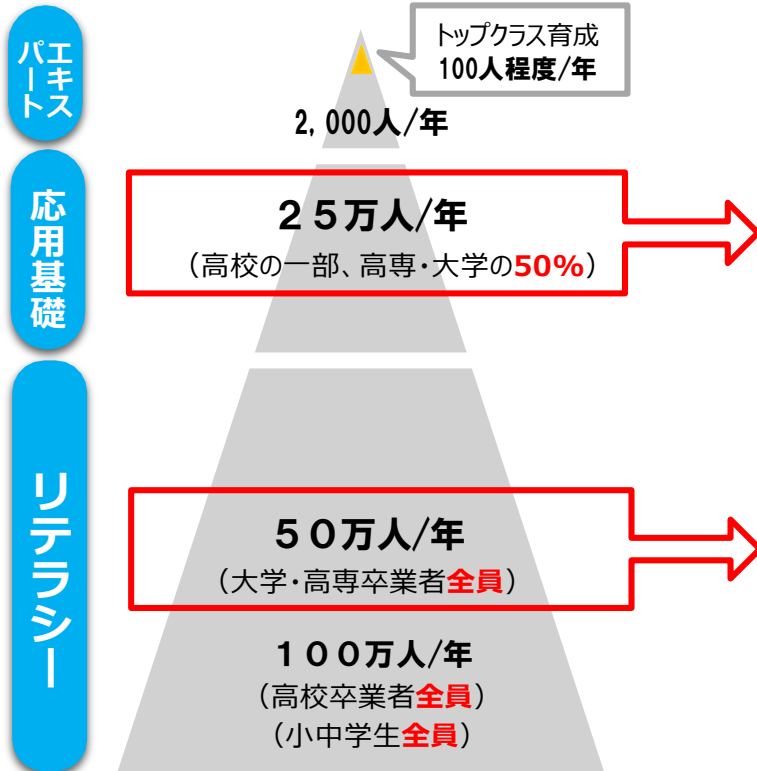 エキスパート
トップクラス育成
100人程度/年
2,000人/年
応用基礎
２５万人/年
（高校の一部、高専・大学の50%）
リテラシー
５０万人/年
（大学・高専卒業者全員）
１００万人/年
（高校卒業者全員）
（小中学生全員）